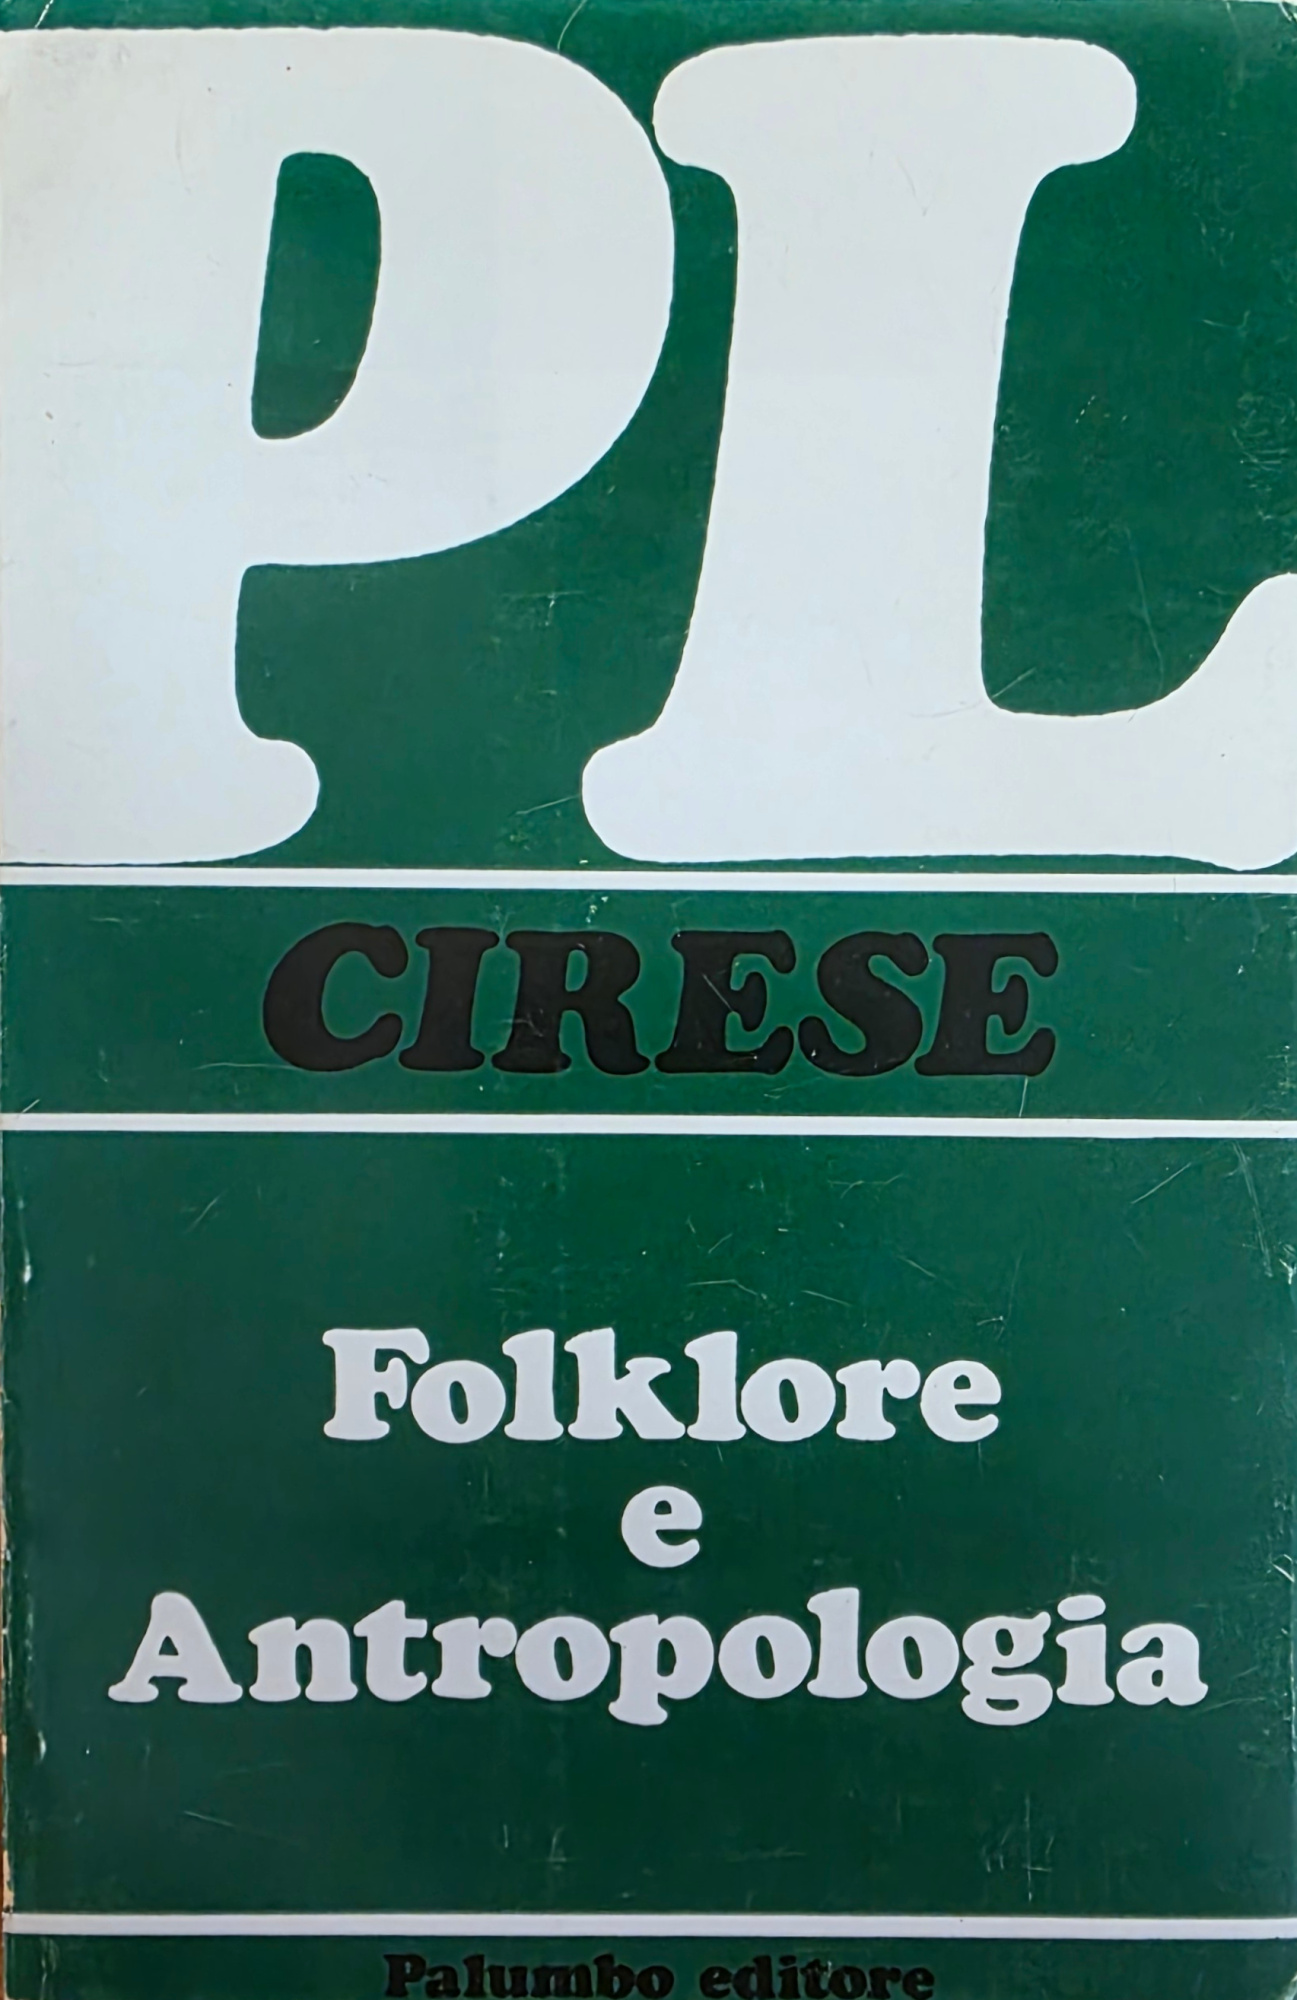 PL
CIRESE
Folklore
e
Antropologia
Palumbo editore